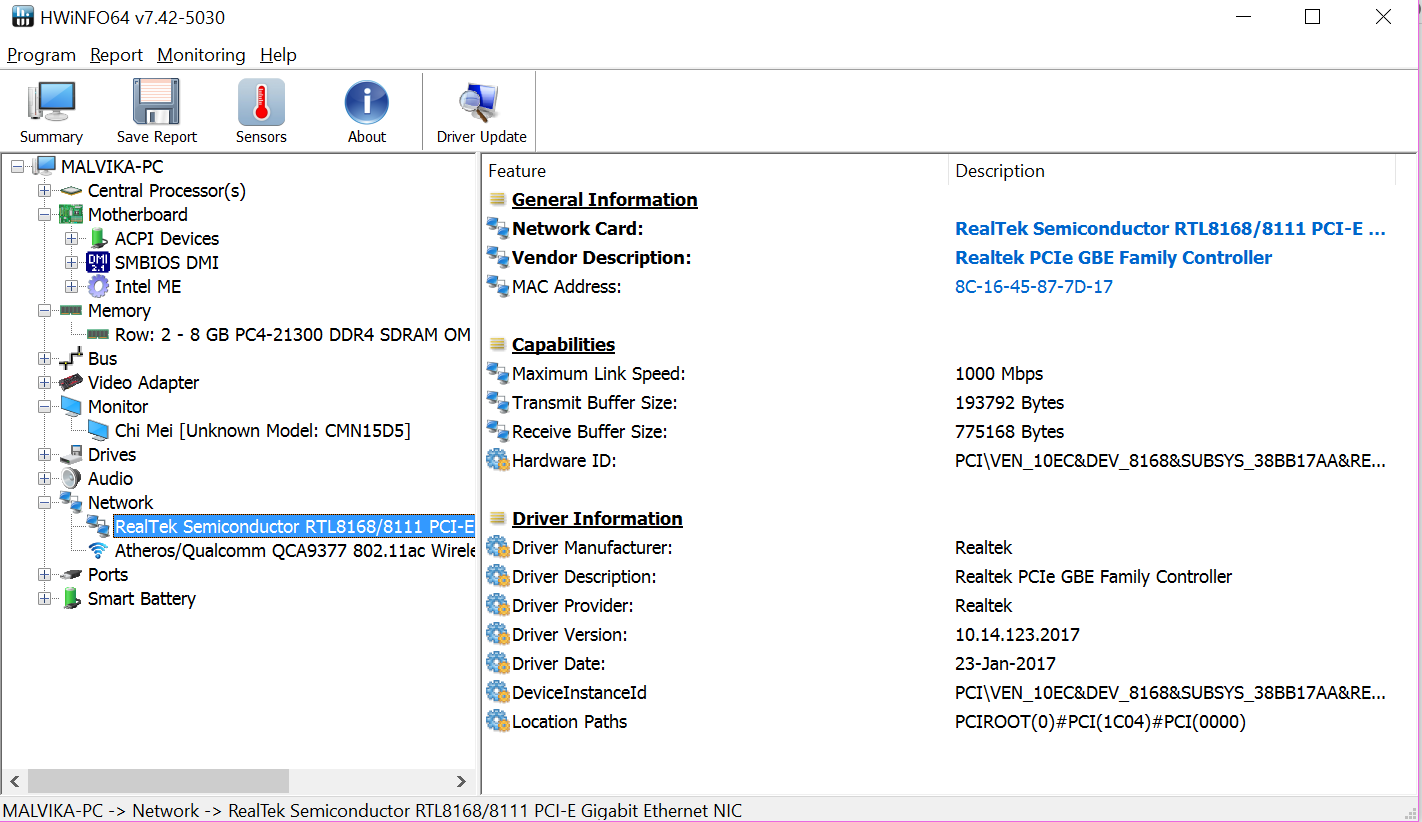 HWiNFO64 v7.42-5030
Program Report Monitoring Help
Summary Save Report Sensors About Driver Update
MALVIKA-PC
Central Processor(s)
Motherboard
ACPI Devices
DMI 2.1 SMBIOS DMI
Intel ME
Memory
Row: 2 - 8 GB PC4-21300 DDR4 SDRAM OM
Bus
Video Adapter
Monitor
Chi Mei [Unknown Model: CMN15D5]
Drives
Audio
Network
RealTek Semiconductor RTL8168/8111 PCI-E
Atheros/Qualcomm QCA9377 802.11ac Wirele
Ports
Smart Battery
Feature Description
General Information
Network Card: RealTek Semiconductor RTL8168/8111 PCI-E ...
Vendor Description: Realtek PCIe GBE Family Controller
MAC Address: 8C-16-45-87-7D-17
Capabilities
Maximum Link Speed: 1000 Mbps
Transmit Buffer Size: 193792 Bytes
Receive Buffer Size: 775168 Bytes
Hardware ID: PCI\VEN_10EC&DEV_8168&SUBSYS_38BB17AA&RE...
Driver Information
Driver Manufacturer: Realtek
Driver Description: Realtek PCIe GBE Family Controller
Driver Provider: Realtek
Driver Version: 10.14.123.2017
Driver Date: 23-Jan-2017
DeviceInstanceId PCI\VEN_10EC&DEV_8168&SUBSYS_38BB17AA&RE...
Location Paths PCIROOT(0)#PCI(1C04)#PCI(0000)
MALVIKA-PC -> Network -> RealTek Semiconductor RTL8168/8111 PCI-E Gigabit Ethernet NIC